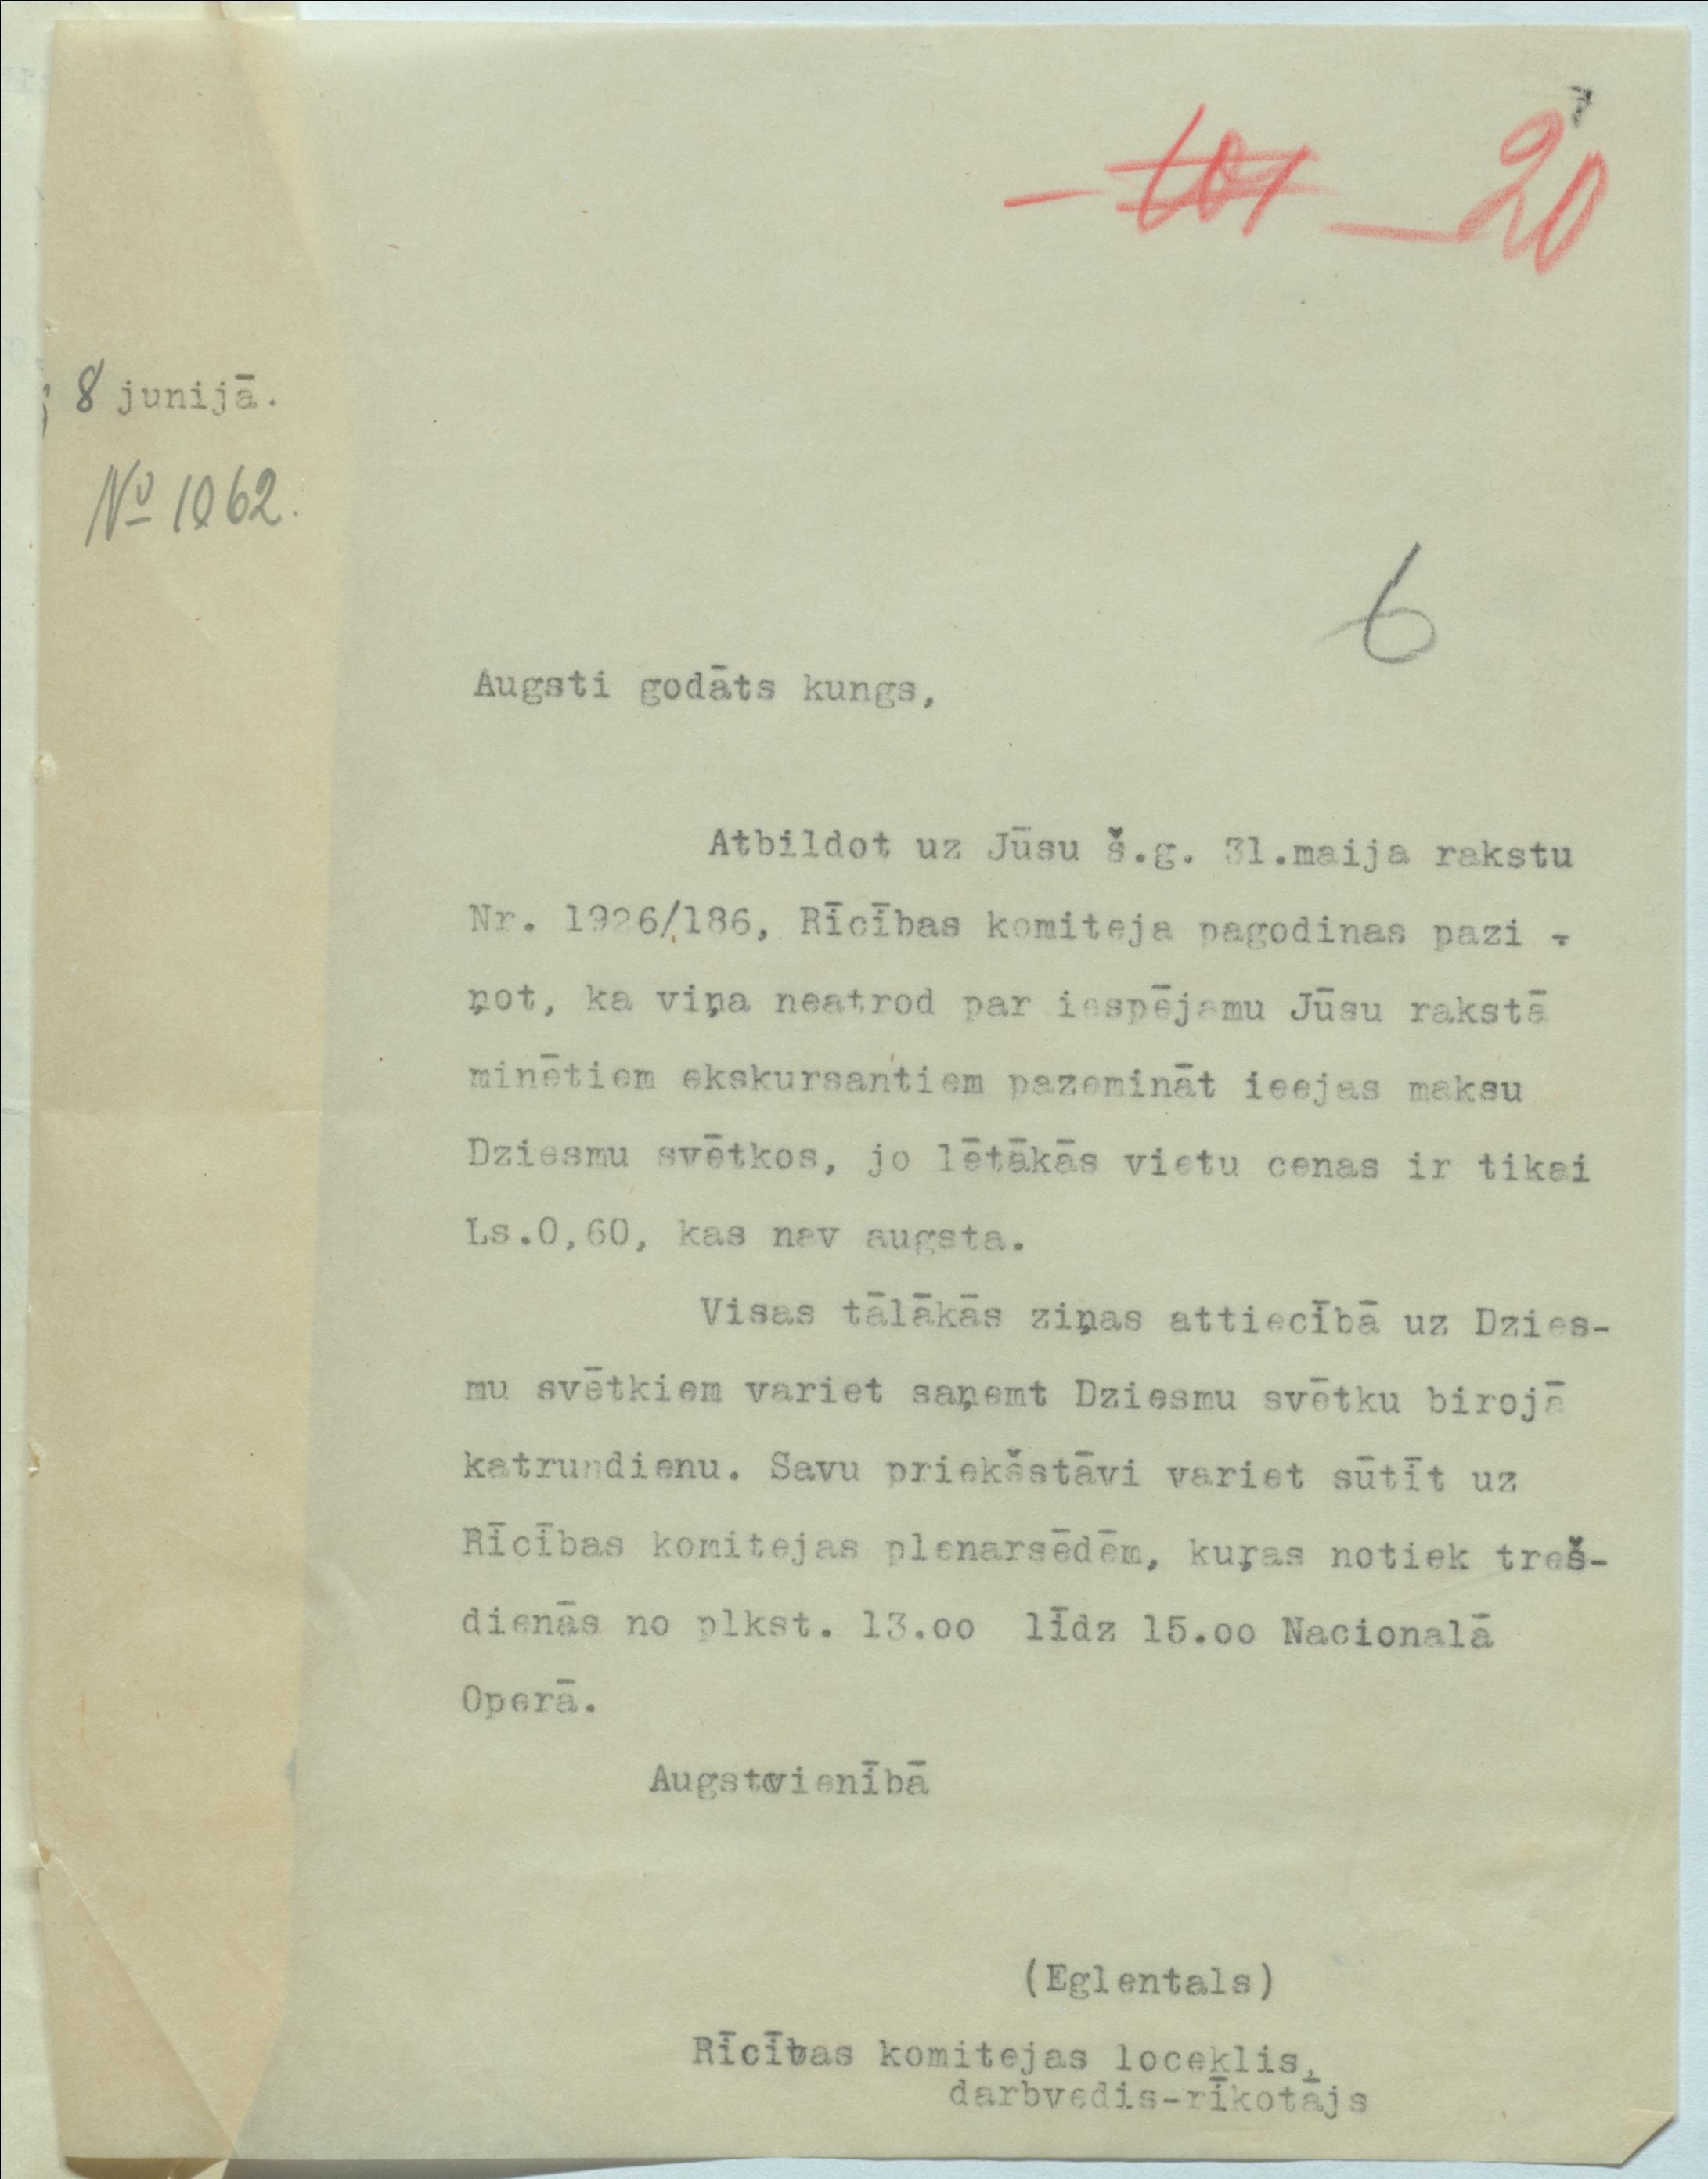 7
101 — 20
8 junijā.
№ 1062.
6
Augsti godāts kungs,
Atbildot uz Jūsu š.g. 31.maija rakstu
Nr. 1926/186, Rīcības komiteja pagodinas pazi -
ņot, ka viņa neatrod par iespējamu Jūsu rakstā
minētiem ekskursantiem pazemināt ieejas maksu
Dziesmu svētkos, jo lētākās vietu cenas ir tikai
Ls.0,60, kas nav augsta.
Visas tālākās ziņas attiecībā uz Dzies-
mu svētkiem variet saņemt Dziesmu svētku birojā
katrundienu. Savu priekšstāvi variet sūtīt uz
Rīcības komitejas plenarsēdēm, kuŗas notiek treš-
dienās no plkst. 13.oo līdz 15.oo Nacionalā
Operā.
Augstcvienībā
(Eglentals)
Rīcības komitejas loceklis,
darbvedis-rīkotājs